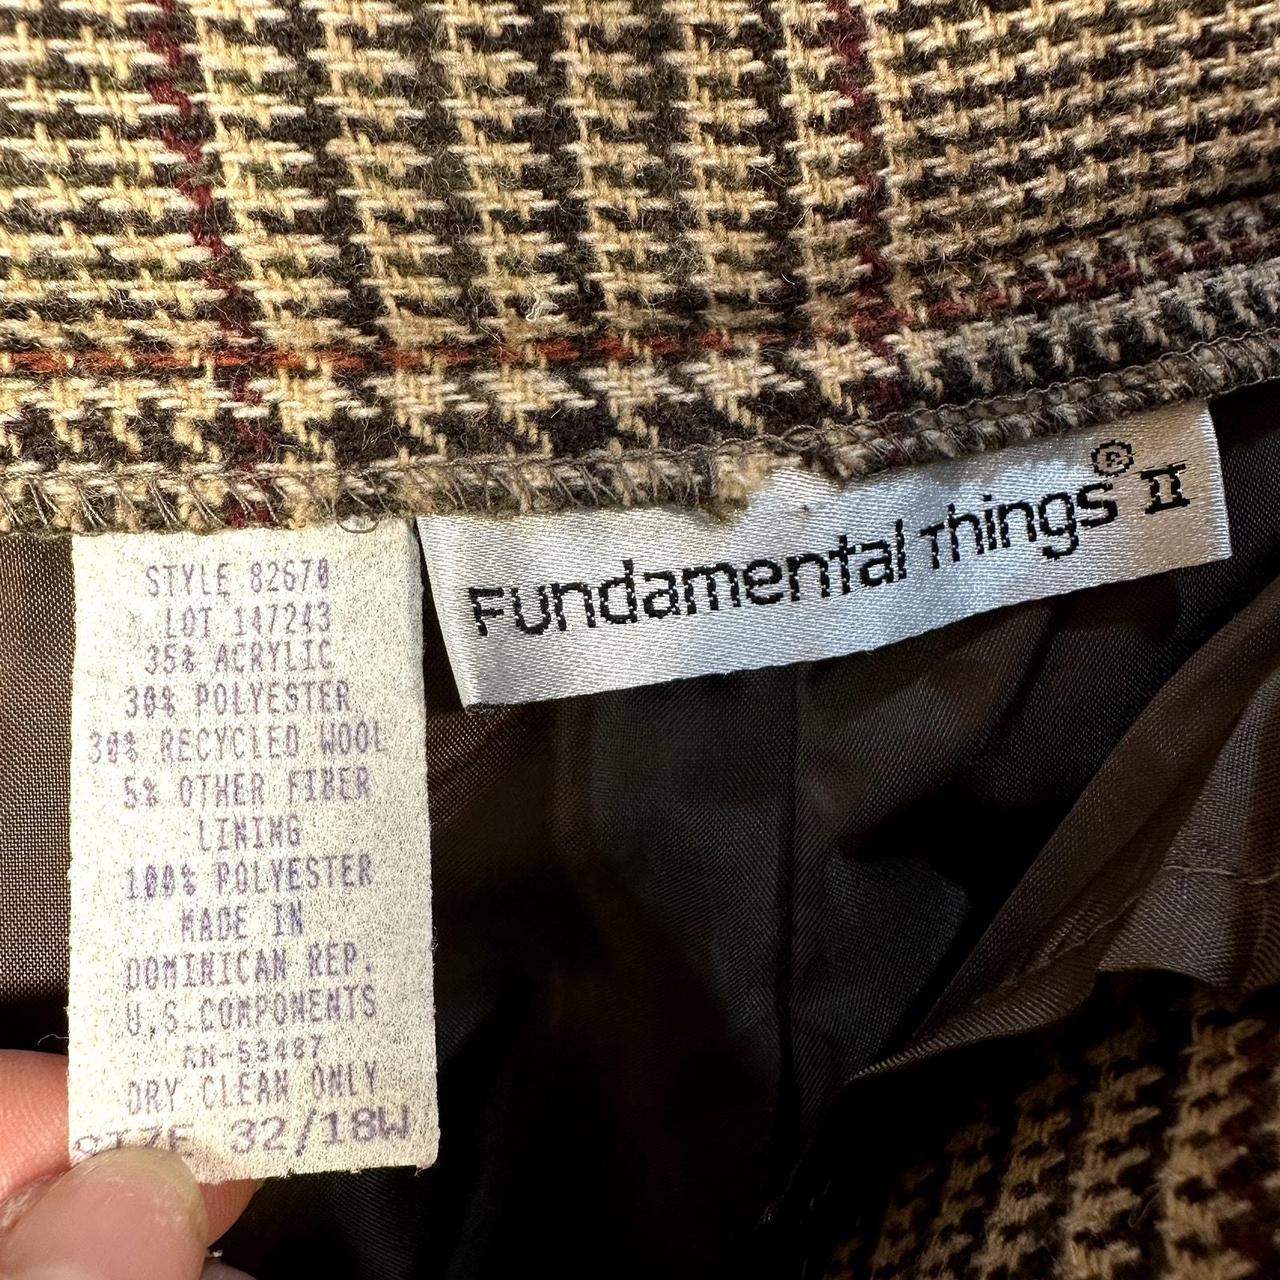 STYLE 82670
LOT 147243
35% ACRYLIC
30% POLYESTER
30% RECYCLED WOOL
5% OTHER FIBER
LINING
100% POLYESTER
MADE IN
DOMINICAN REP.
U.S.COMPONENTS
RN-53487
DRY CLEAN ONLY
SIZE 32/18W
Fundamental Things® II